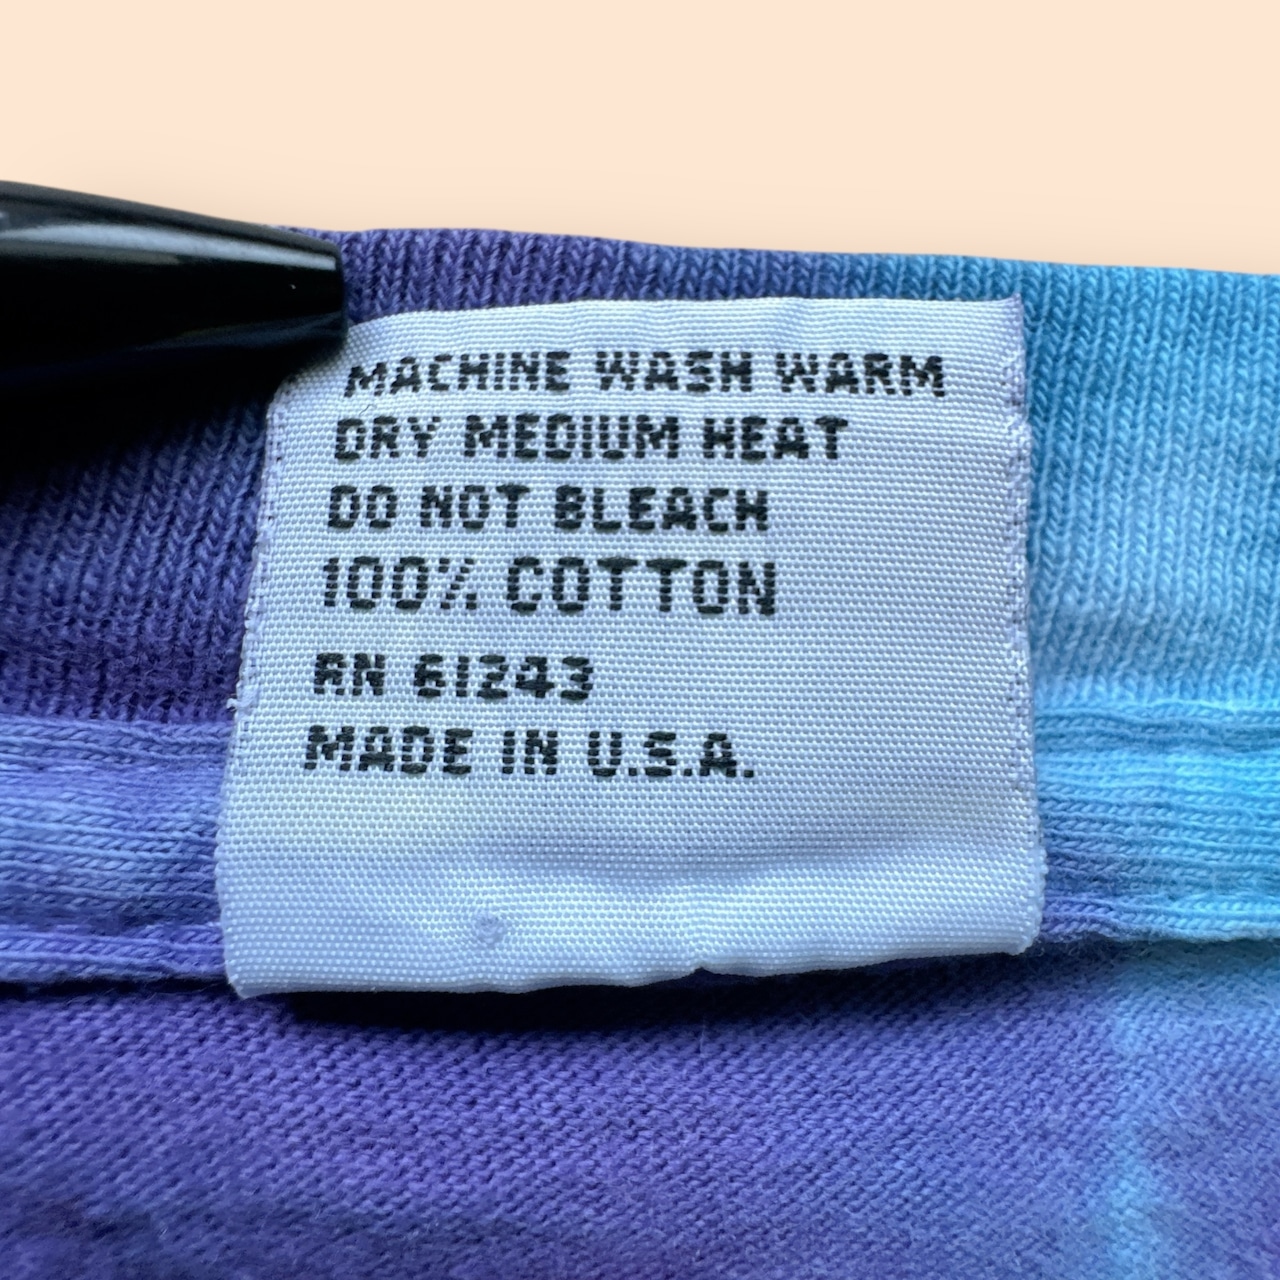 MACHINE WASH WARM
DRY MEDIUM HEAT
DO NOT BLEACH
100% COTTON
RN 61243
MADE IN U.S.A.